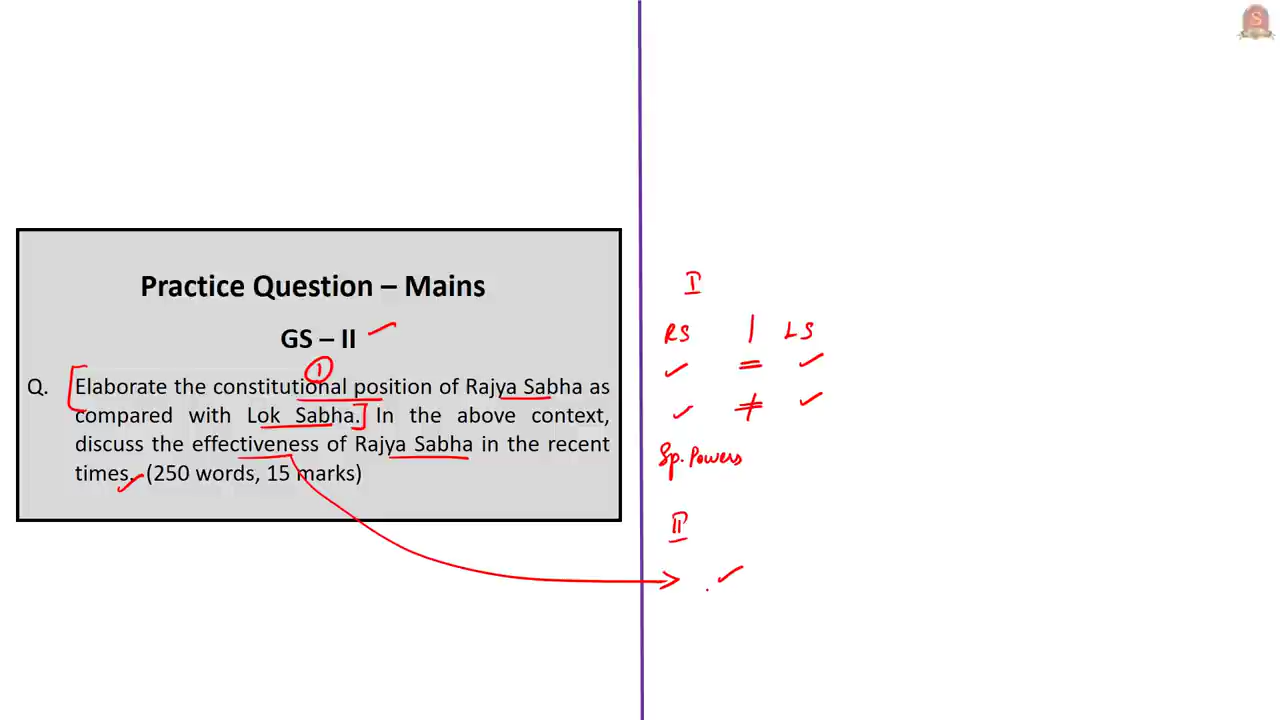 Practice Question – Mains
GS – II
1
Q. Elaborate the constitutional position of Rajya Sabha as
compared with Lok Sabha. In the above context,
discuss the effectiveness of Rajya Sabha in the recent
times. (250 words, 15 marks)
I
RS | LS
=
≠
Sp. Powers
II
S